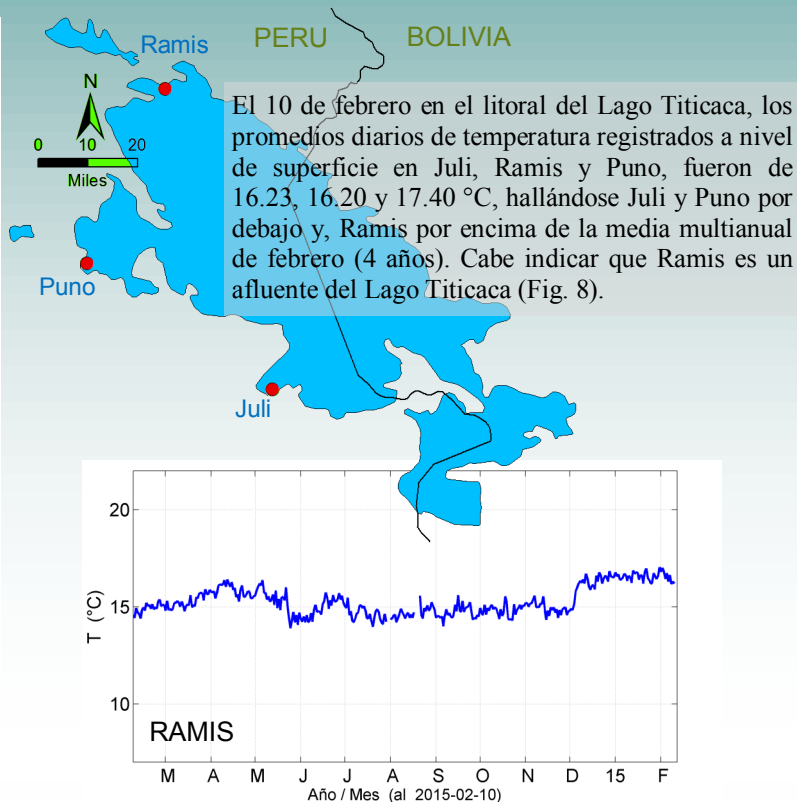 Ramis PERU BOLIVIA
N
0 10 20
Miles
El 10 de febrero en el litoral del Lago Titicaca, los
promedios diarios de temperatura registrados a nivel
de superficie en Juli, Ramis y Puno, fueron de
16.23, 16.20 y 17.40 °C, hallándose Juli y Puno por
debajo y, Ramis por encima de la media multianual
de febrero (4 años). Cabe indicar que Ramis es un
afluente del Lago Titicaca (Fig. 8).
Puno
Juli
20
15
10
T (°C)
RAMIS
M A M J J A S O N D 15 F
Año / Mes (al 2015-02-10)